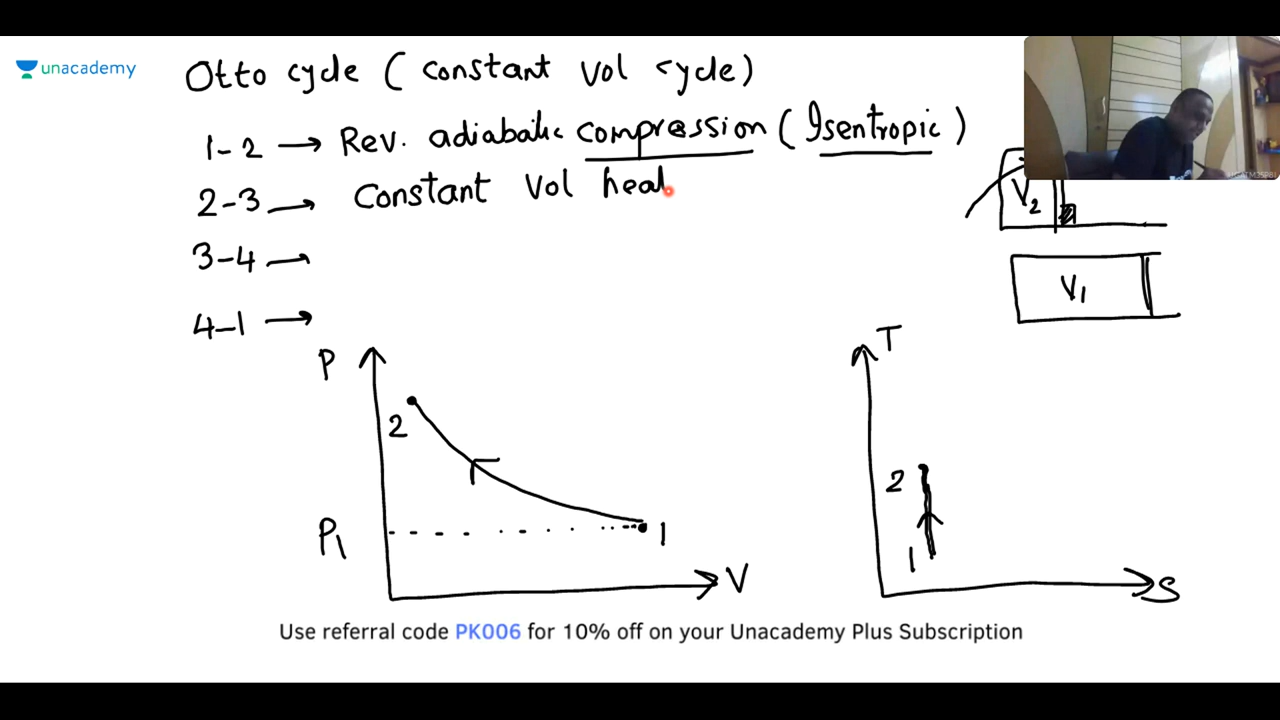 unacademy
Otto cycle ( constant vol cycle)
1-2 → Rev. adiabatic compression ( Isentropic )
2-3 → Constant Vol heat
3-4 →
4-1 →
V2
V1
P
2
P1
1
V
T
2
1
S
Use referral code PK006 for 10% off on your Unacademy Plus Subscription